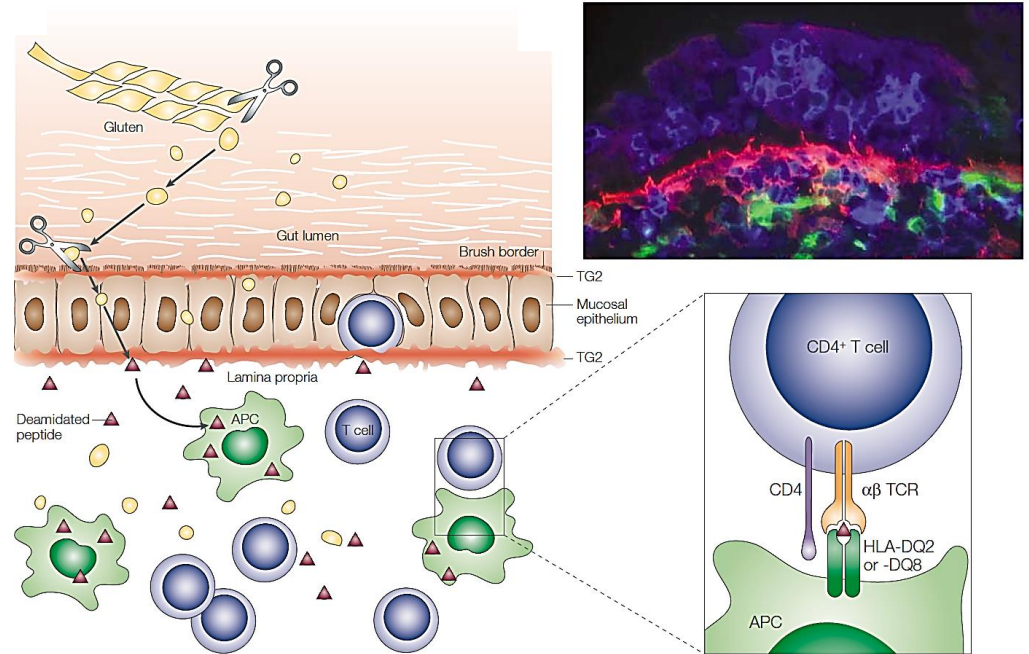 Gluten
Gut lumen
Brush border
TG2
Mucosal
epithelium
TG2
Lamina propria
Deamidated
peptide
APC
T cell
CD4⁺ T cell
CD4
αβ TCR
HLA-DQ2
or -DQ8
APC